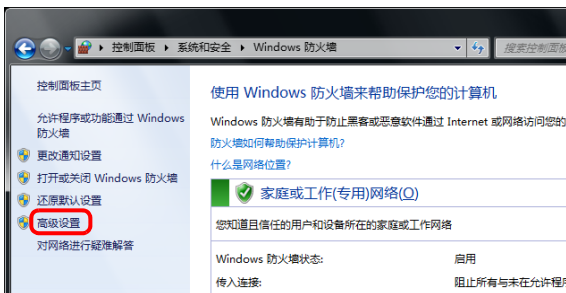 控制面板 ▸ 系统和安全 ▸ Windows 防火墙
搜索控制面板
控制面板主页
允许程序或功能通过 Windows
防火墙
更改通知设置
打开或关闭 Windows 防火墙
还原默认设置
高级设置
对网络进行疑难解答
使用 Windows 防火墙来帮助保护您的计算机
Windows 防火墙有助于防止黑客或恶意软件通过 Internet 或网络访问您的
防火墙如何帮助保护计算机?
什么是网络位置?
家庭或工作(专用)网络(O)
您知道且信任的用户和设备所在的家庭或工作网络
Windows 防火墙状态:
启用
传入连接:
阻止所有与未在允许程序